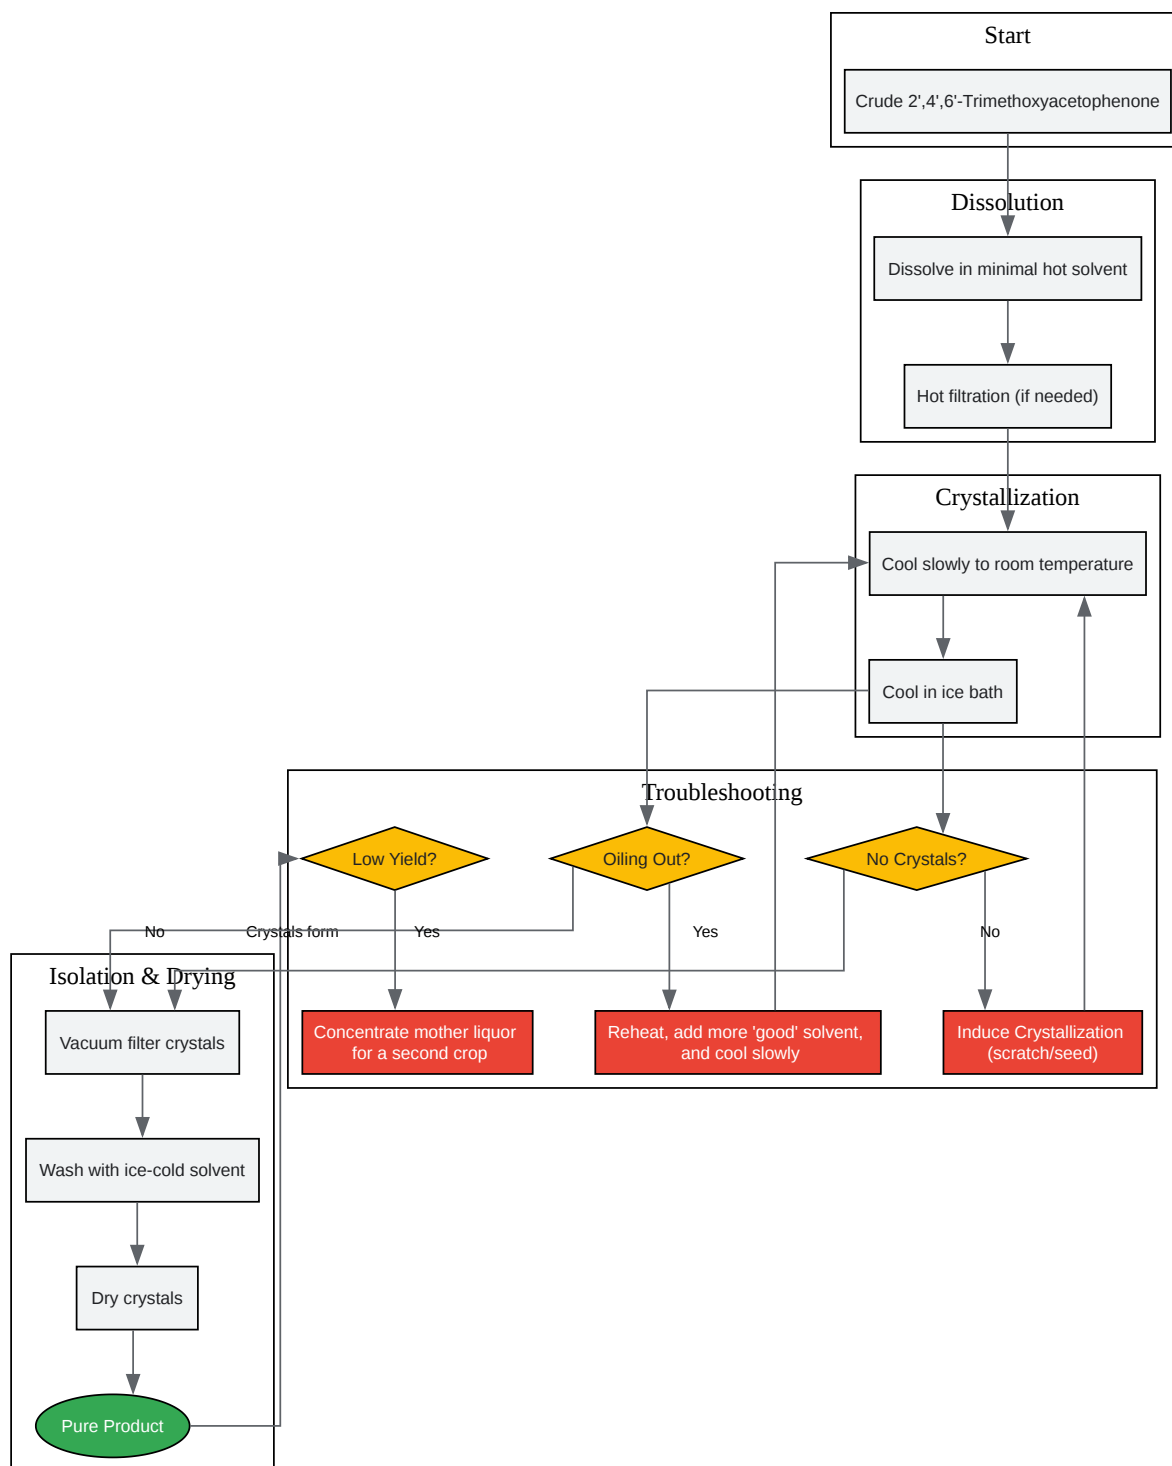 Start
Crude 2',4',6'-Trimethoxyacetophenone
Dissolution
Dissolve in minimal hot solvent
Hot filtration (if needed)
Crystallization
Cool slowly to room temperature
Cool in ice bath
Troubleshooting
Low Yield?
Oiling Out?
No Crystals?
No
Crystals form
Yes
Yes
No
Isolation & Drying
Vacuum filter crystals
Concentrate mother liquor
for a second crop
Reheat, add more 'good' solvent,
and cool slowly
Induce Crystallization
(scratch/seed)
Wash with ice-cold solvent
Dry crystals
Pure Product